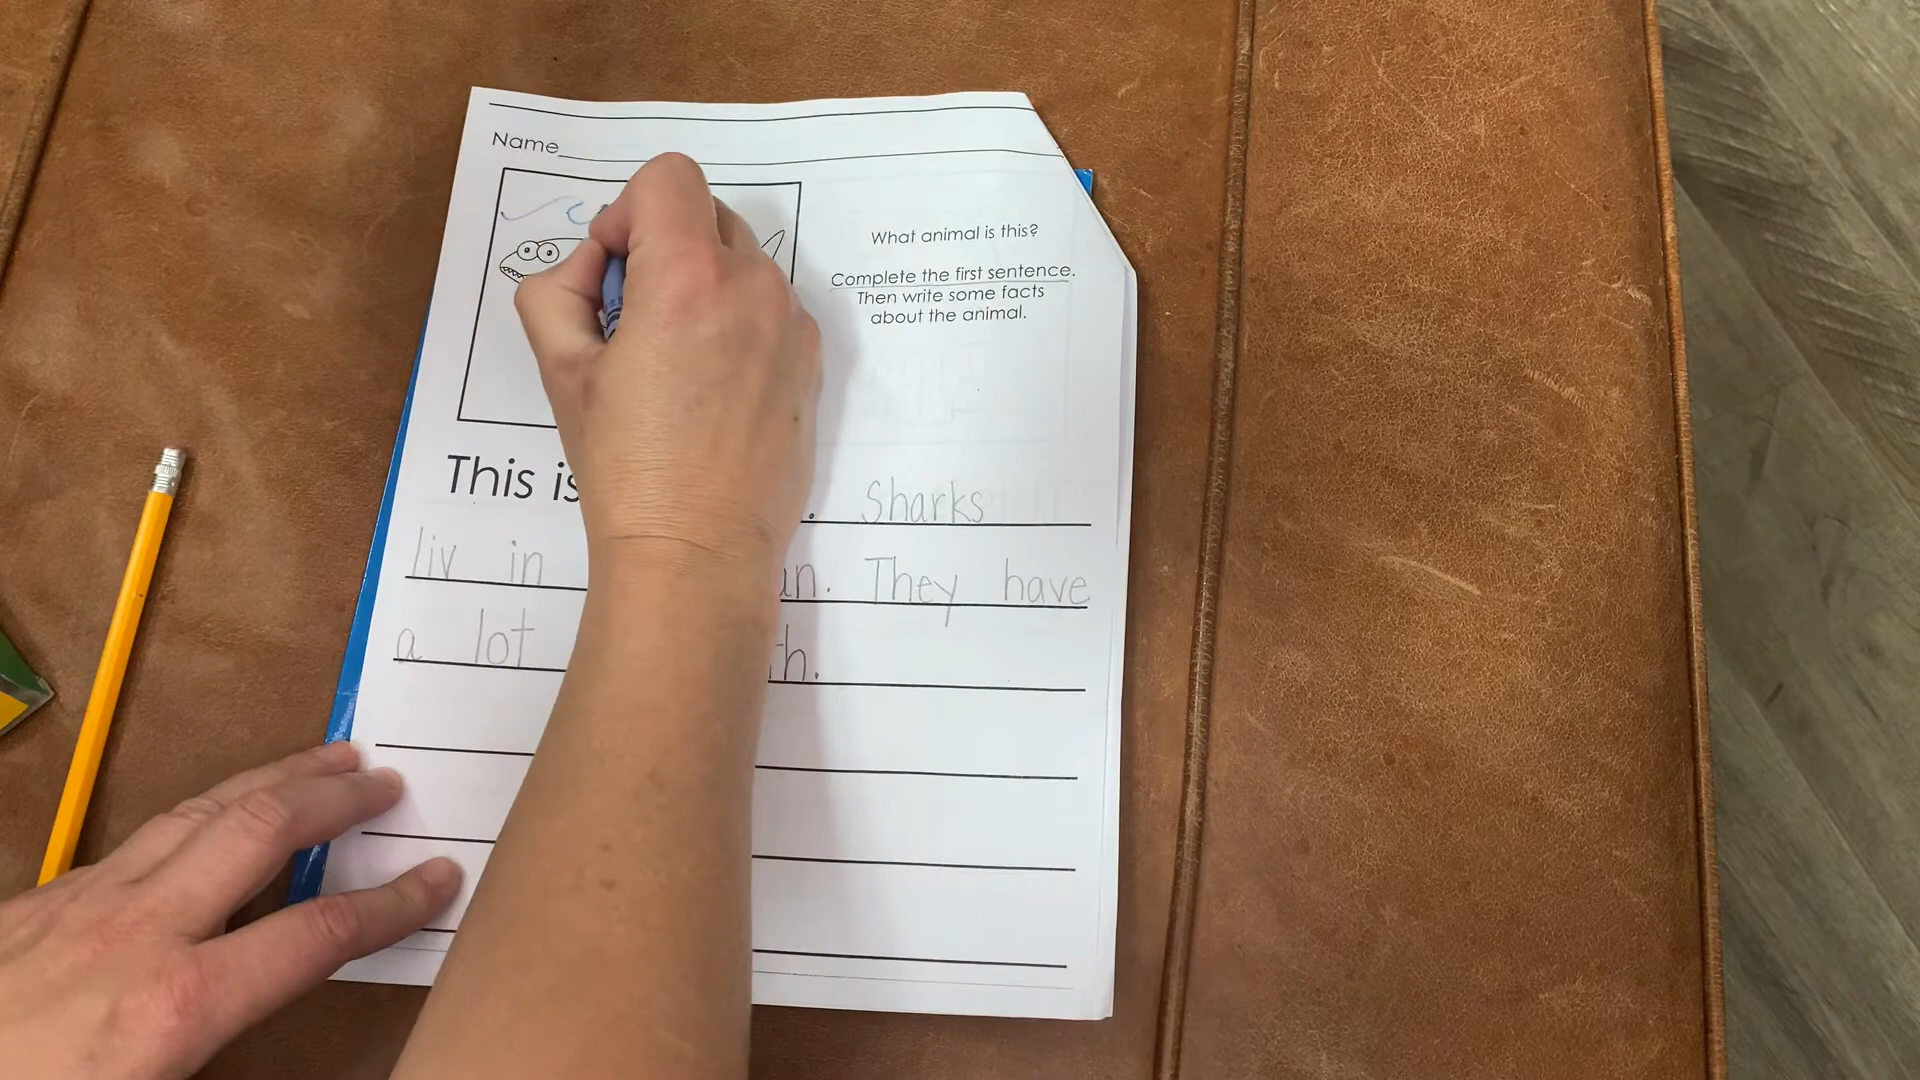 Name
What animal is this?
Complete the first sentence.
Then write some facts
about the animal.
This is . Sharks
liv in They have
a lot